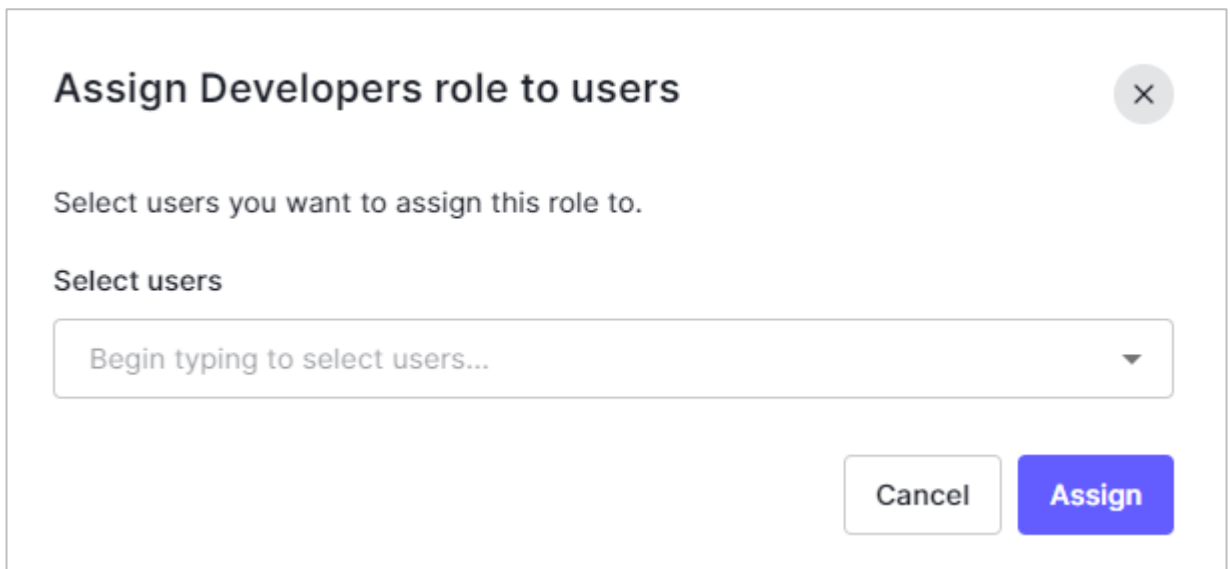 Assign Developers role to users
Select users you want to assign this role to.
Select users
Begin typing to select users...
Cancel
Assign